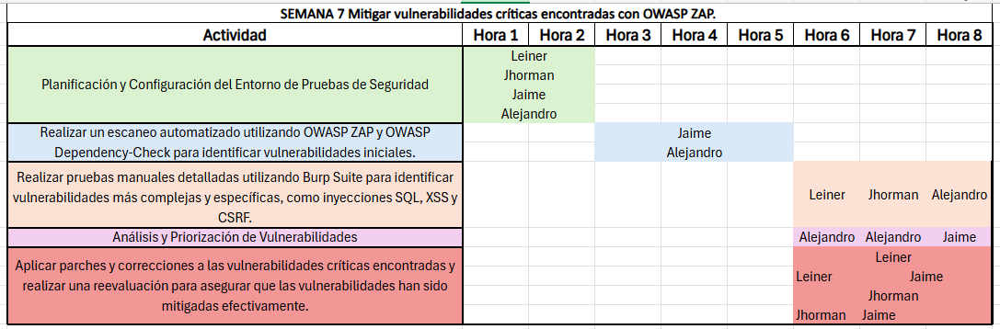 SEMANA 7 Mitigar vulnerabilidades críticas encontradas con OWASP ZAP.
Actividad Hora 1 Hora 2 Hora 3 Hora 4 Hora 5 Hora 6 Hora 7 Hora 8
Planificación y Configuración del Entorno de Pruebas de Seguridad
Leiner
Jhorman
Jaime
Alejandro
Realizar un escaneo automatizado utilizando OWASP ZAP y OWASP
Dependency-Check para identificar vulnerabilidades iniciales.
Jaime
Alejandro
Realizar pruebas manuales detalladas utilizando Burp Suite para identificar
vulnerabilidades más complejas y específicas, como inyecciones SQL, XSS y
CSRF.
Leiner Jhorman Alejandro
Análisis y Priorización de Vulnerabilidades
Alejandro Alejandro Jaime
Aplicar parches y correcciones a las vulnerabilidades críticas encontradas y
realizar una reevaluación para asegurar que las vulnerabilidades han sido
mitigadas efectivamente.
Leiner
Leiner Jaime
Jhorman
Jhorman Jaime